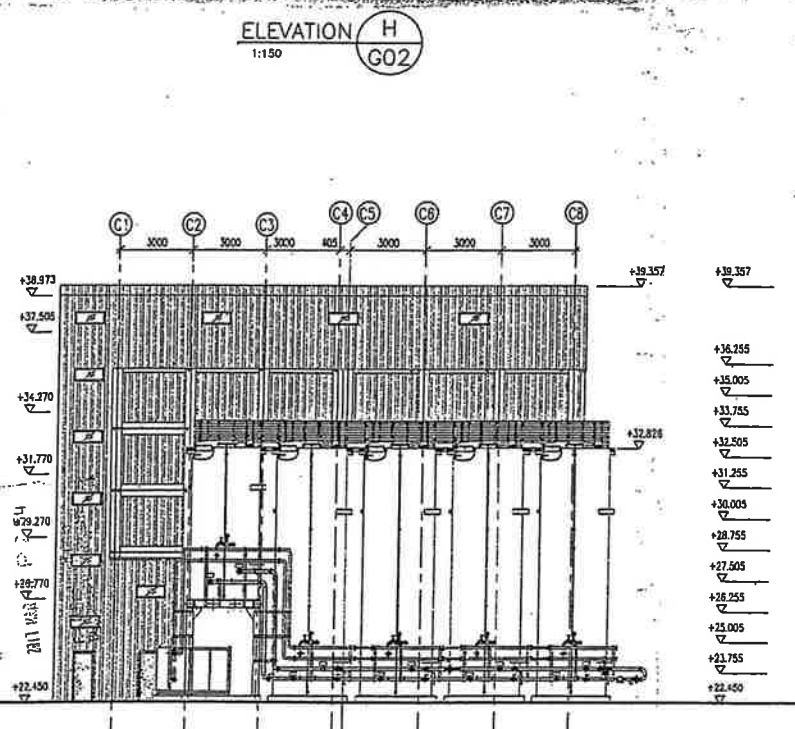 ELEVATION H
1:150 G02
C1 C2 C3 C4 C5 C6 C7 C8
3000 3000 3000 405 3000 3000 3000
+38.973 +39.357 +39.357
+37.505
+36.255
+35.005
+34.270 +33.755
+32.826 +32.505
+31.770 +31.255
+30.005
+29.270
+28.755
+27.505
+26.770 +26.255
+25.005
+23.755
+22.450 +22.450